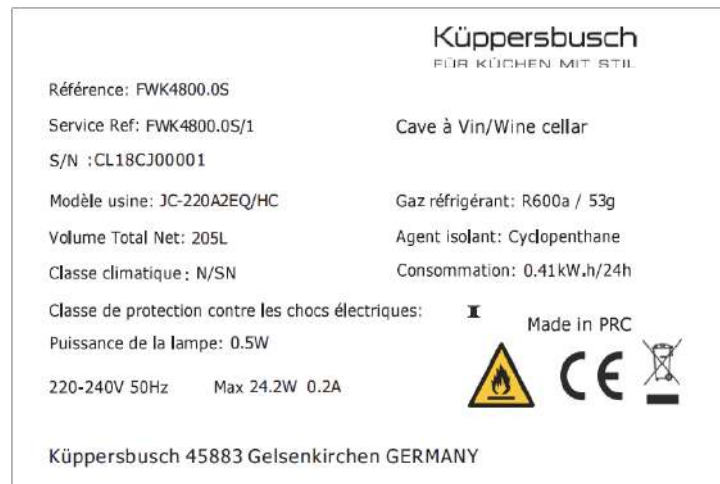 Küppersbusch
FÜR KÜCHEN MIT STIL
Référence: FWK4800.0S
Service Ref: FWK4800.0S/1
Cave à Vin/Wine cellar
S/N :CL18CJ00001
Modèle usine: JC-220A2EQ/HC
Gaz réfrigérant: R600a / 53g
Volume Total Net: 205L
Agent isolant: Cyclopenthane
Classe climatique: N/SN
Consommation: 0.41kW.h/24h
Classe de protection contre les chocs électriques: I
Made in PRC
Puissance de la lampe: 0.5W
220-240V 50Hz Max 24.2W 0.2A
CE
Küppersbusch 45883 Gelsenkirchen GERMANY